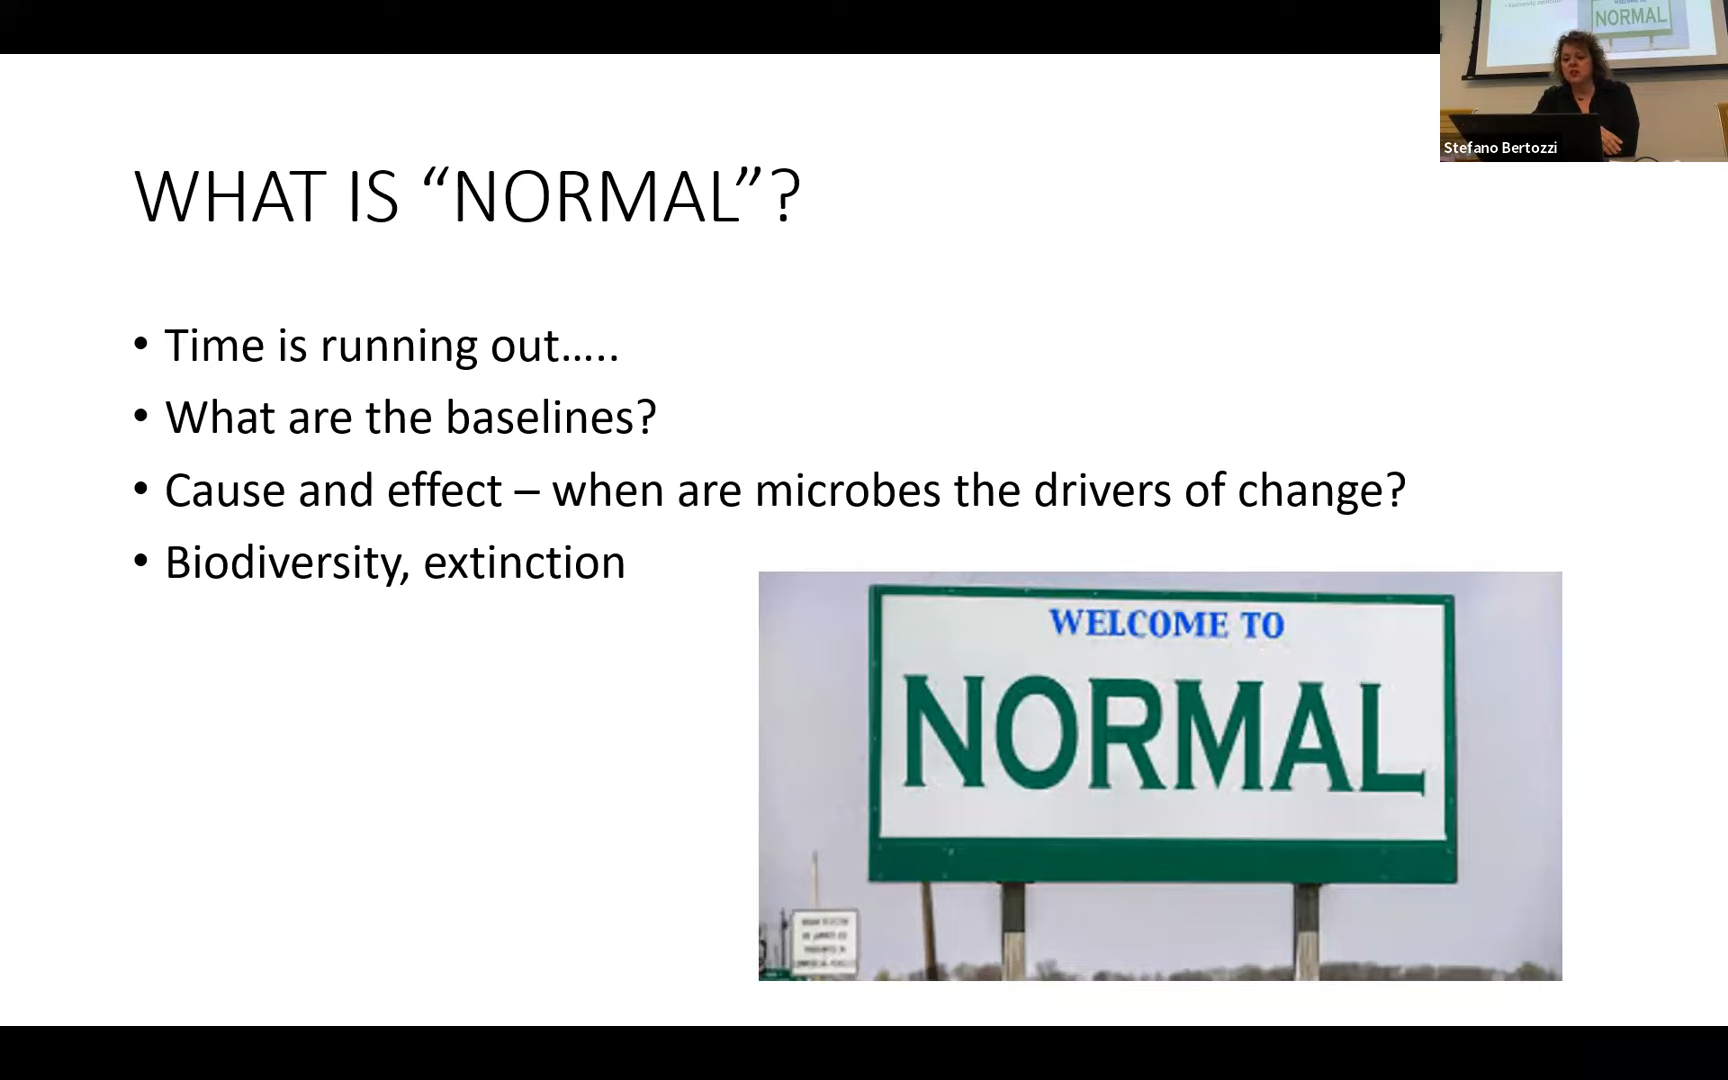 WHAT IS “NORMAL”?
• Time is running out…..
• What are the baselines?
• Cause and effect – when are microbes the drivers of change?
• Biodiversity, extinction
WELCOME TO
NORMAL
NORMAL
Stefano Bertozzi